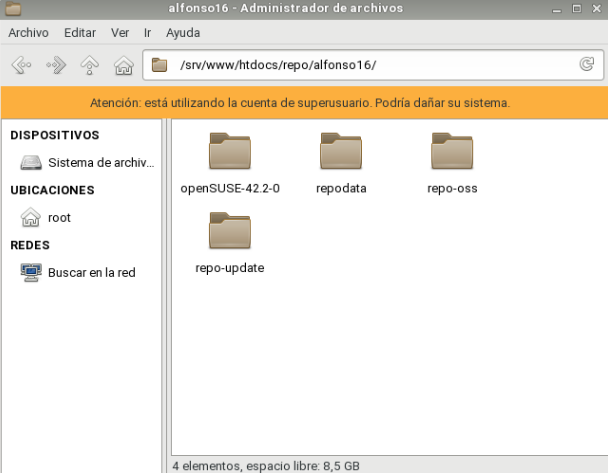 alfonso16 - Administrador de archivos
Archivo Editar Ver Ir Ayuda
/srv/www/htdocs/repo/alfonso16/
Atención: está utilizando la cuenta de superusuario. Podría dañar su sistema.
DISPOSITIVOS
Sistema de archiv...
UBICACIONES
root
REDES
Buscar en la red
openSUSE-42.2-0 repodata repo-oss
repo-update
4 elementos, espacio libre: 8,5 GB